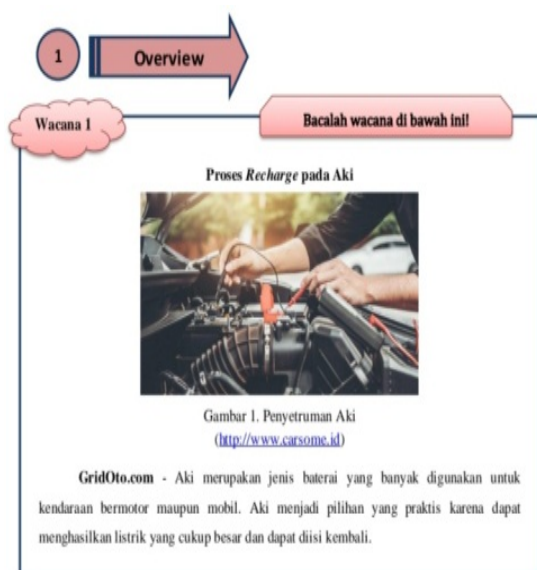 1
Overview
Wacana 1
Bacalah wacana di bawah ini!
Proses Recharge pada Aki
Gambar 1. Penyetruman Aki
(http://www.carsome.id)
GridOto.com - Aki merupakan jenis baterai yang banyak digunakan untuk
kendaraan bermotor maupun mobil. Aki menjadi pilihan yang praktis karena dapat
menghasilkan listrik yang cukup besar dan dapat diisi kembali.